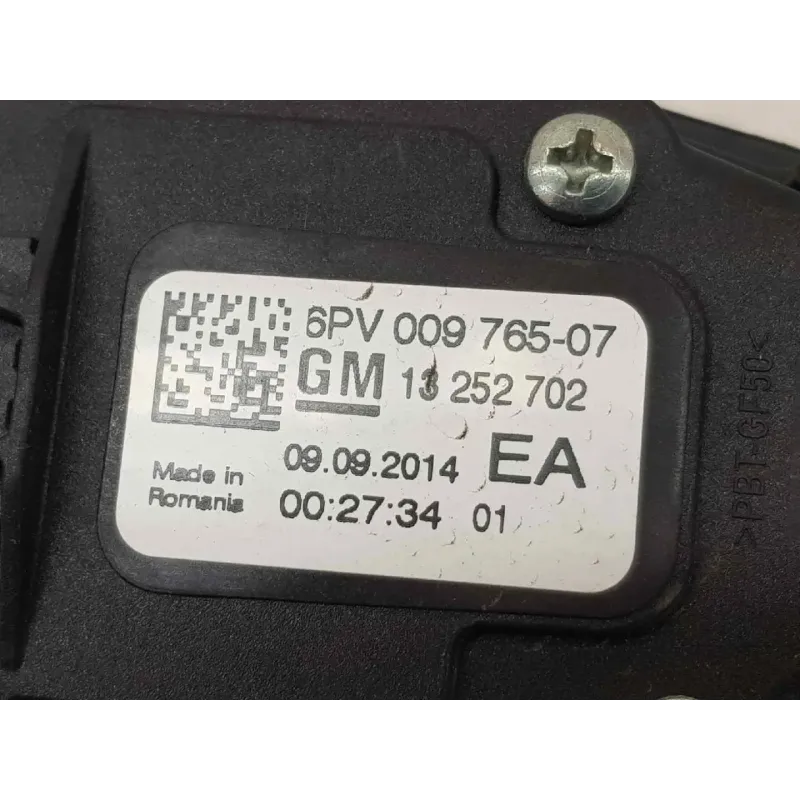 6PV 009 765-07
GM 13 252 702
09.09.2014 EA
Made in
Romania
00:27:34 01
>PBT GF50<